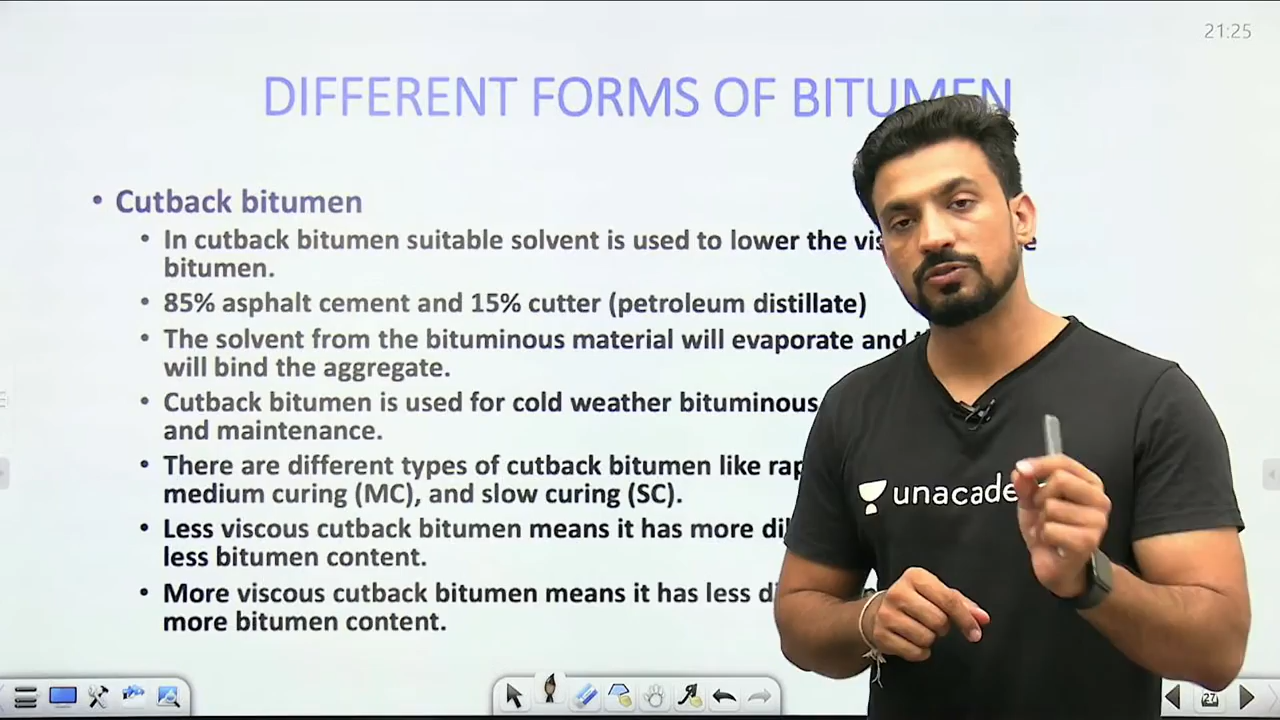 21:25
DIFFERENT FORMS OF BITUMEN
• Cutback bitumen
• In cutback bitumen suitable solvent is used to lower the
bitumen.
• 85% asphalt cement and 15% cutter (petroleum distillate)
• The solvent from the bituminous material will evaporate and
will bind the aggregate.
• Cutback bitumen is used for cold weather bituminous
and maintenance.
• There are different types of cutback bitumen like
medium curing (MC), and slow curing (SC).
• Less viscous cutback bitumen means it has more
less bitumen content.
• More viscous cutback bitumen means it has less
more bitumen content.
unacade
27